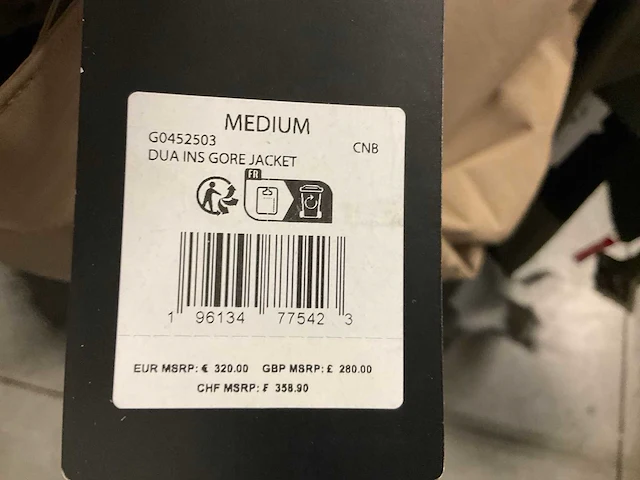 MEDIUM
G0452503 CNB
DUA INS GORE JACKET
FR
1 96134 77542 3
EUR MSRP: € 320.00 GBP MSRP: £ 280.00
CHF MSRP: ₣ 358.90